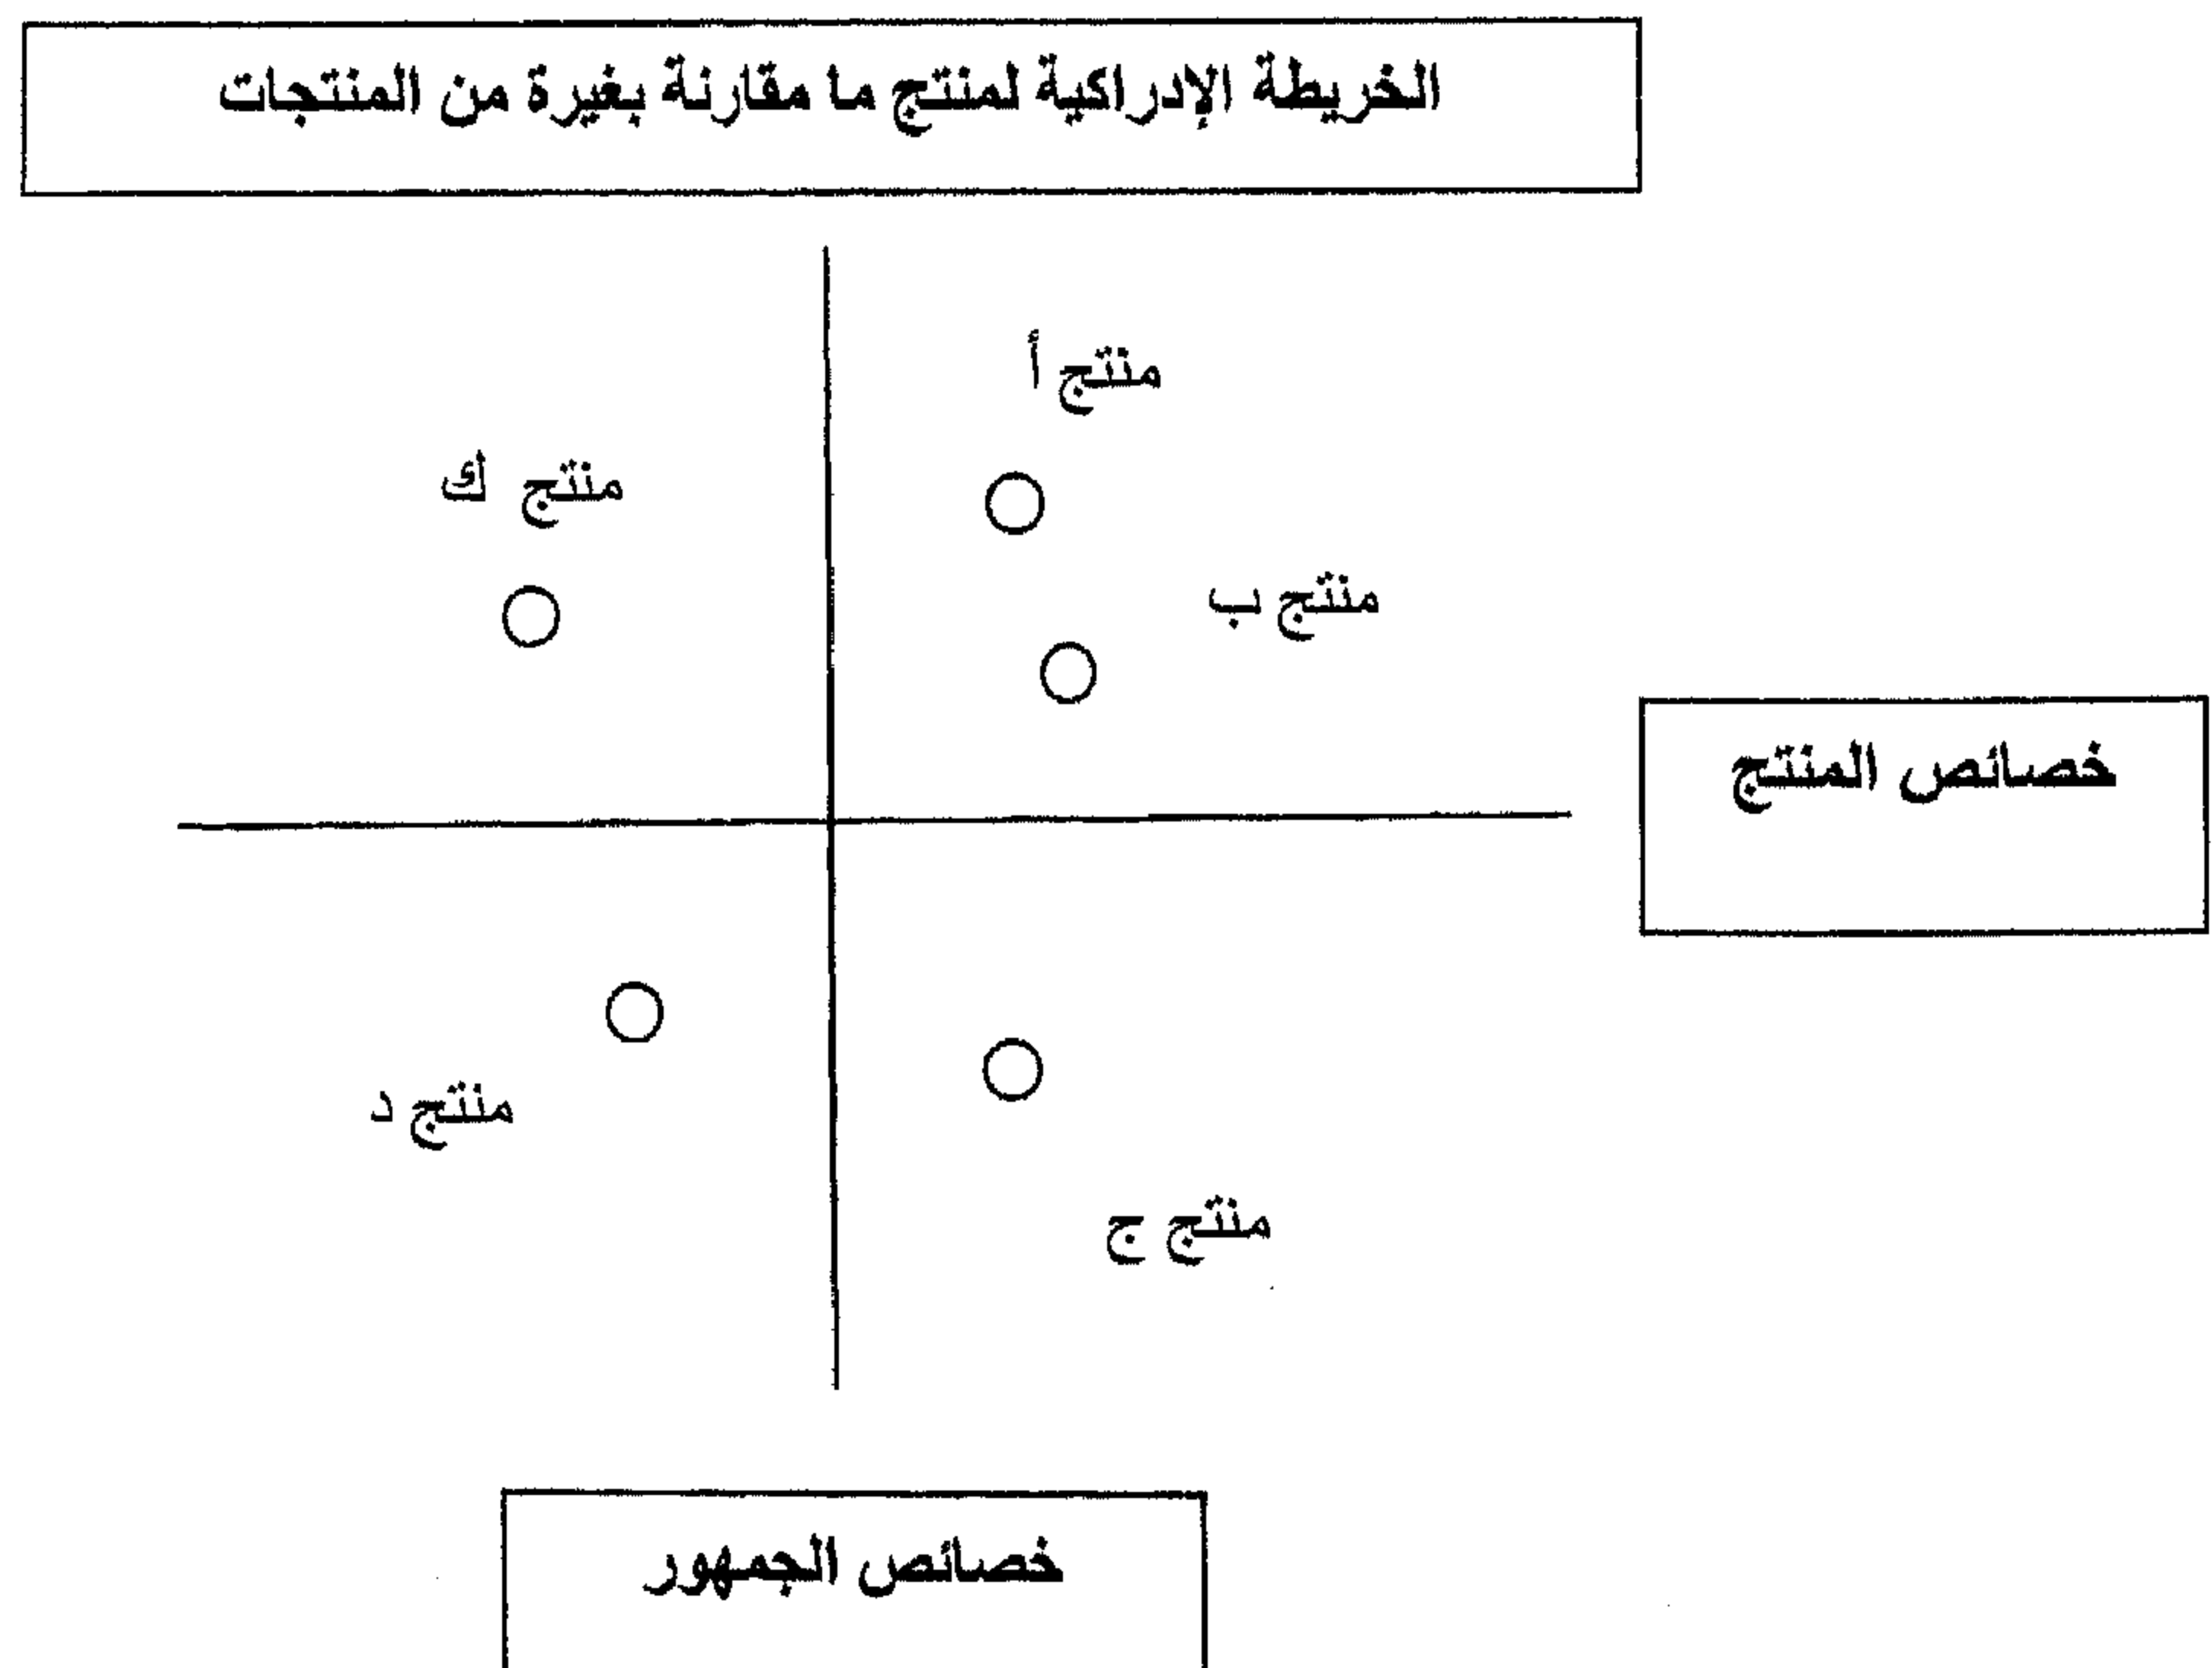 الخريطة الإدراكية لمنتج ما مقارنة بغيرة من المنتجات
منتج أ
منتج ك
منتج ب
خصائص المنتج
منتج د
منتج ج
خصائص الجمهور